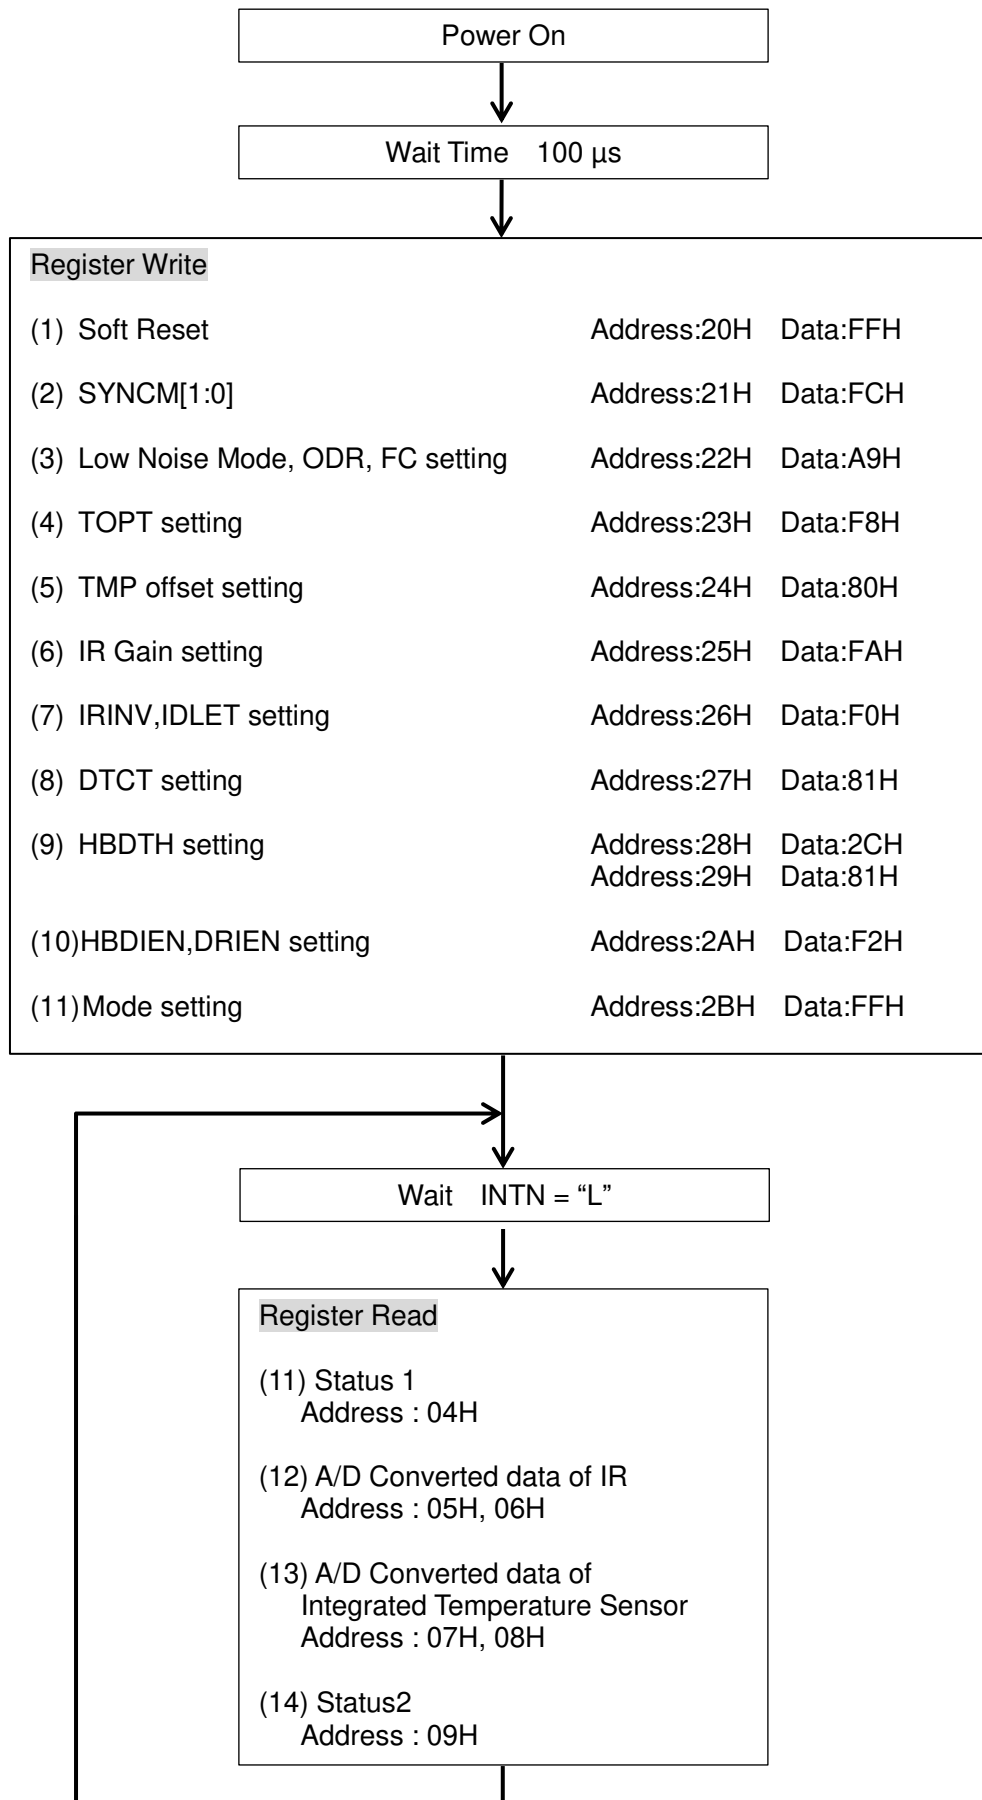 Power On
Wait Time 100 µs
Register Write
(1) Soft Reset Address:20H Data:FFH
(2) SYNCM[1:0] Address:21H Data:FCH
(3) Low Noise Mode, ODR, FC setting Address:22H Data:A9H
(4) TOPT setting Address:23H Data:F8H
(5) TMP offset setting Address:24H Data:80H
(6) IR Gain setting Address:25H Data:FAH
(7) IRINV,IDLET setting Address:26H Data:F0H
(8) DTCT setting Address:27H Data:81H
(9) HBDTH setting Address:28H Data:2CH
Address:29H Data:81H
(10)HBDIEN,DRIEN setting Address:2AH Data:F2H
(11)Mode setting Address:2BH Data:FFH
Wait INTN = “L”
Register Read
(11) Status 1
Address : 04H
(12) A/D Converted data of IR
Address : 05H, 06H
(13) A/D Converted data of
Integrated Temperature Sensor
Address : 07H, 08H
(14) Status2
Address : 09H